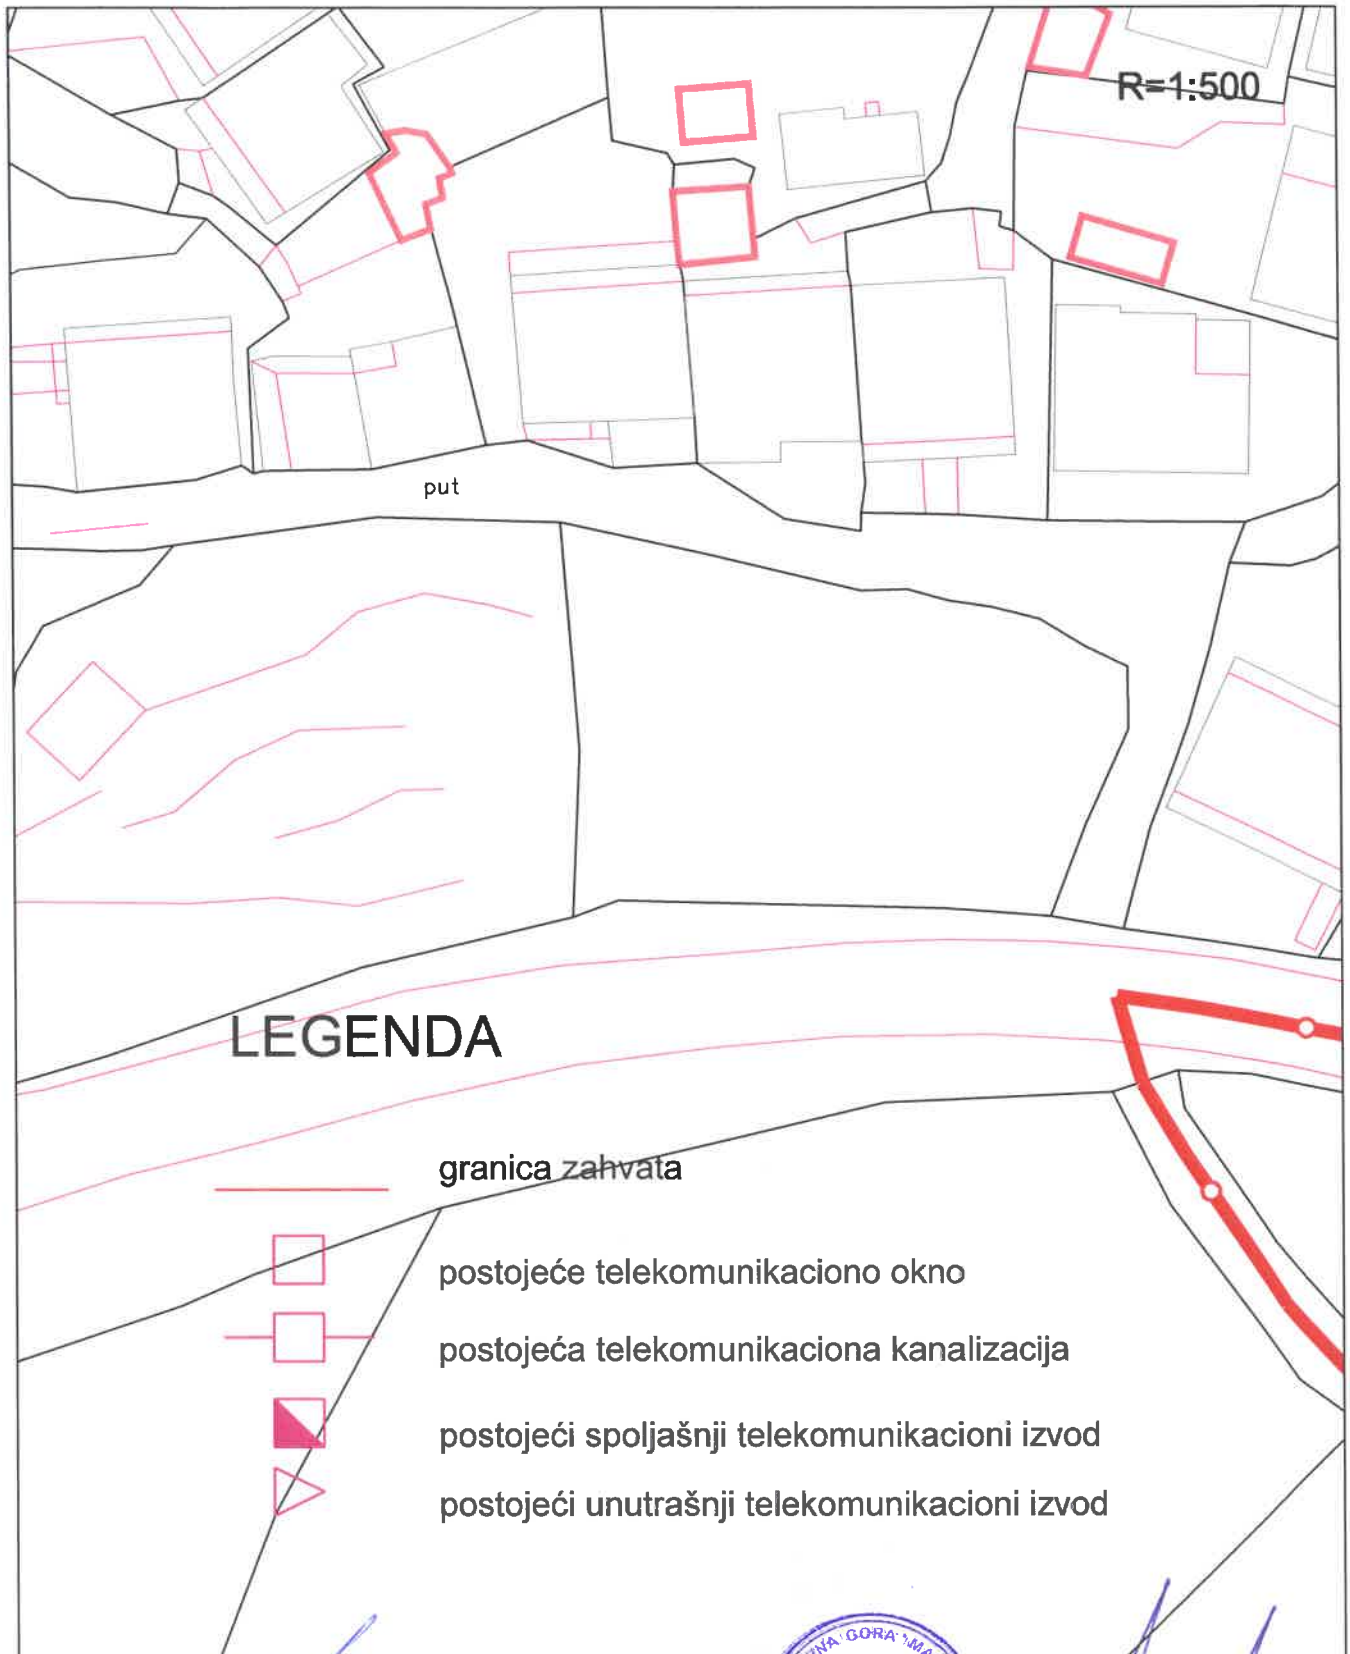 R=1:500
put
LEGENDA
granica zahvata
postojeće telekomunikaciono okno
postojeća telekomunikaciona kanalizacija
postojeći spoljašnji telekomunikacioni izvod
postojeći unutrašnji telekomunikacioni izvod
GORA